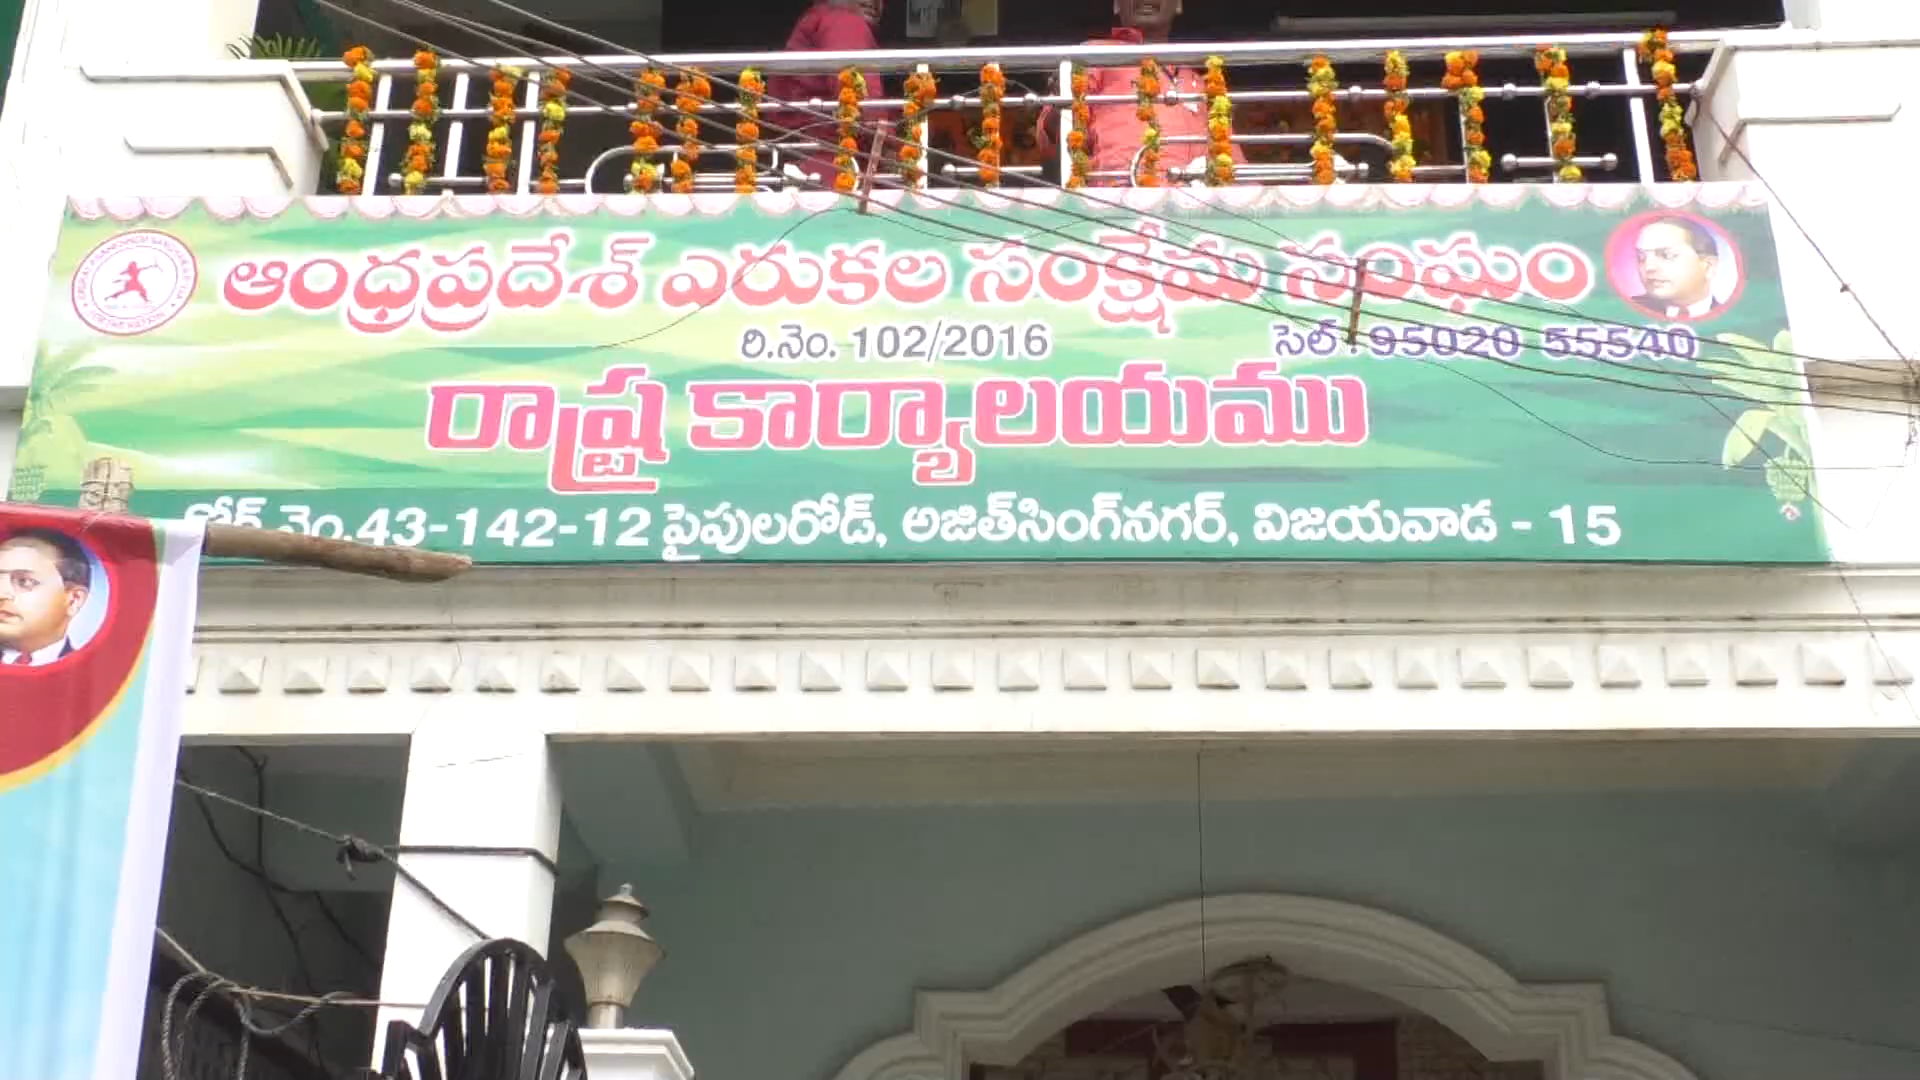 ఆంధ్రప్రదేశ్ ఎరుకల సంక్షేమ సంఘం
రి.నెం. 102/2016
సెల్ : 95020 55540
రాష్ట్ర కార్యాలయము
నెం.43-142-12 పైపులరోడ్, అజిత్‌సింగ్‌నగర్, విజయవాడ - 15